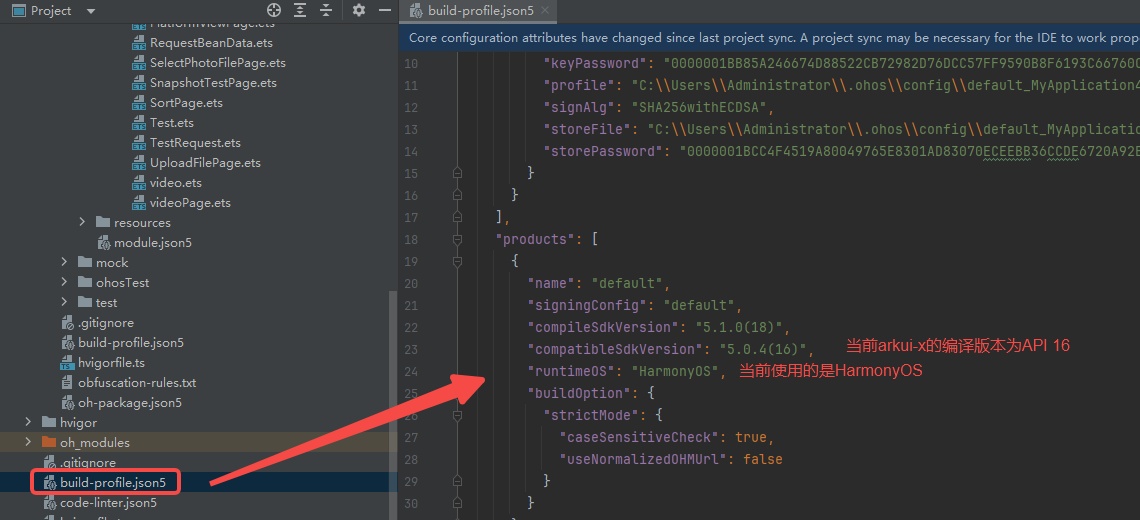 Project
build-profile.json5
PlatformViewPage.ets
RequestBeanData.ets
SelectPhotoFilePage.ets
SnapshotTestPage.ets
SortPage.ets
Test.ets
TestRequest.ets
UploadFilePage.ets
video.ets
videoPage.ets
resources
module.json5
mock
ohosTest
test
.gitignore
build-profile.json5
hvigorfile.ts
obfuscation-rules.txt
oh-package.json5
hvigor
oh_modules
.gitignore
build-profile.json5
code-linter.json5
Core configuration attributes have changed since last project sync. A project sync may be necessary for the IDE to work prope
10 "keyPassword": "0000001BB85A246674D88522CB72982D76DCC57FF9590B8F6193C667600
11 "profile": "C:\\Users\\Administrator\\.ohos\\config\\default_MyApplication4
12 "signAlg": "SHA256withECDSA",
13 "storeFile": "C:\\Users\\Administrator\\.ohos\\config\\default_MyApplication
14 "storePassword": "0000001BCC4F4519A80049765E8301AD83070ECEEBB36CCDE6720A92E
15 }
16 }
17 ],
18 "products": [
19 {
20 "name": "default",
21 "signingConfig": "default",
22 "compileSdkVersion": "5.1.0(18)",
23 "compatibleSdkVersion": "5.0.4(16)", 当前arkui-x的编译版本为API 16
24 "runtimeOS": "HarmonyOS", 当前使用的是HarmonyOS
25 "buildOption": {
26 "strictMode": {
27 "caseSensitiveCheck": true,
28 "useNormalizedOHMUrl": false
29 }
30 }